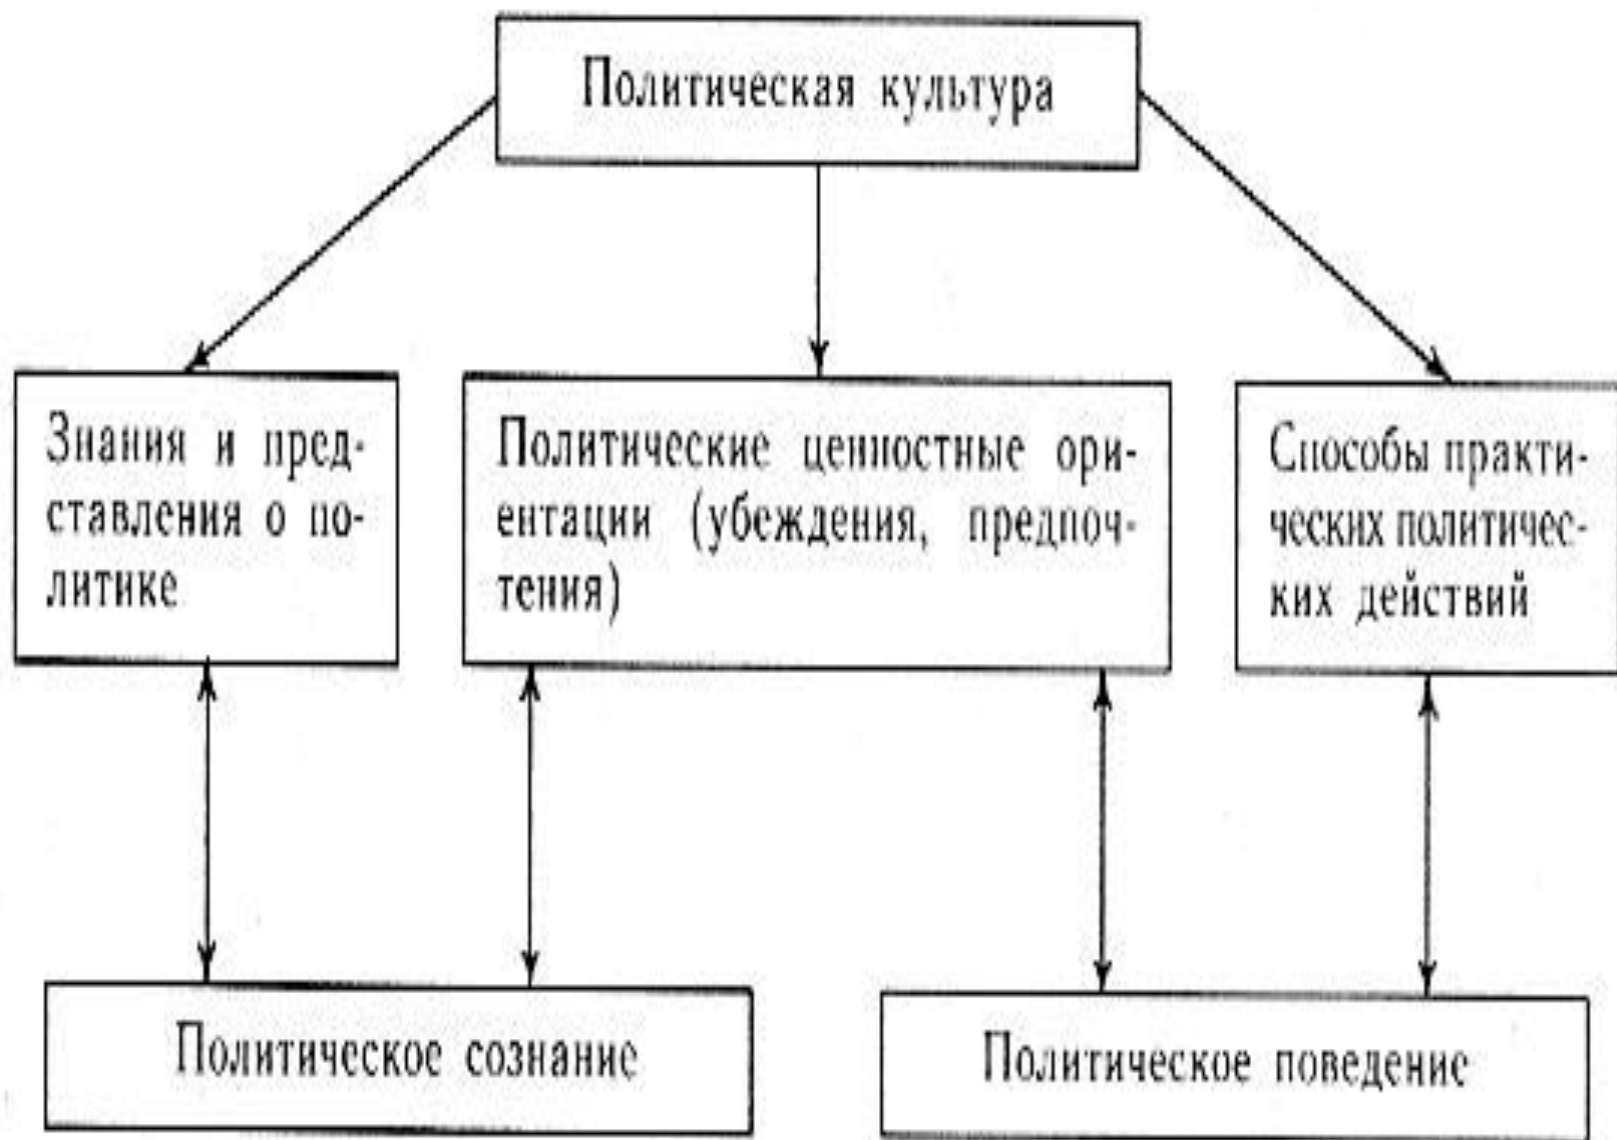 Политическая культура
Знания и пред-
ставления о по-
литике
Политические ценностные ори-
ентации (убеждения, предпоч-
тения)
Способы практи-
ческих политичес-
ких действий
Политическое сознание
Политическое поведение